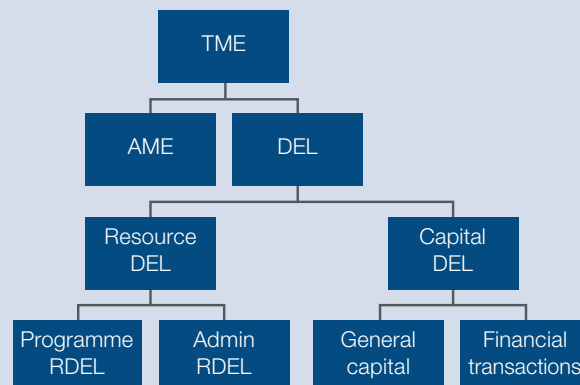 TME
AME
DEL
Resource
DEL
Capital
DEL
Programme
RDEL
Admin
RDEL
General
capital
Financial
transactions